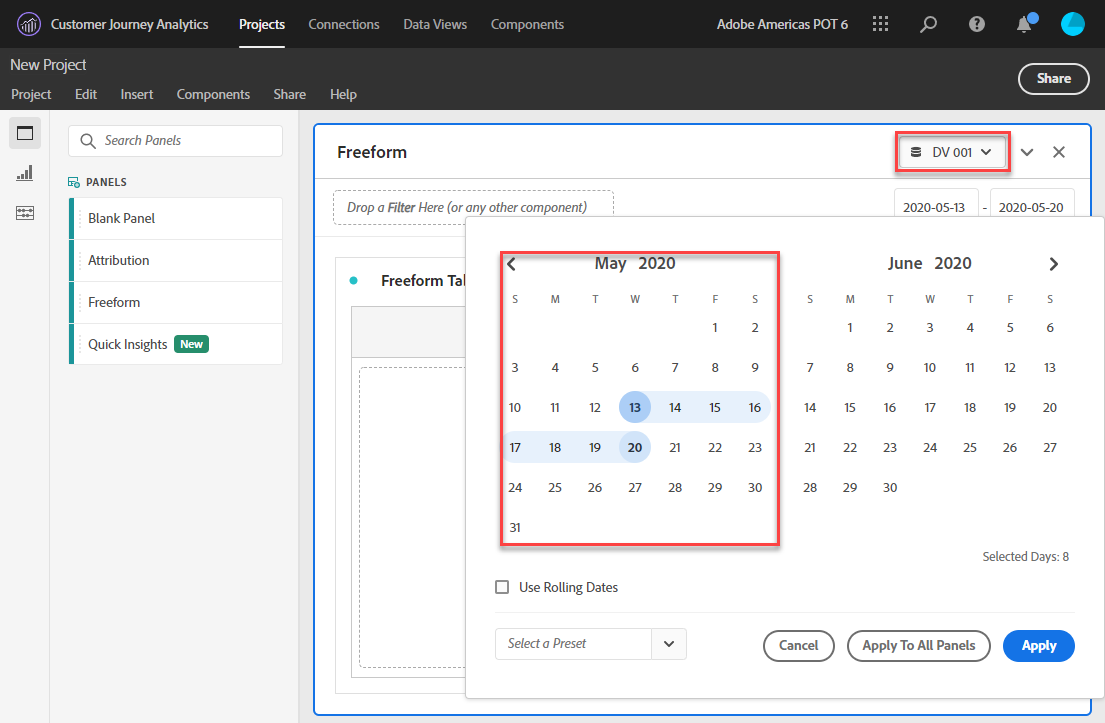 Customer Journey Analytics Projects Connections Data Views Components Adobe Americas POT 6
New Project
Project Edit Insert Components Share Help
Share
Search Panels
PANELS
Blank Panel
Attribution
Freeform
Quick Insights New
Freeform
DV 001
Drop a Filter Here (or any other component)
2020-05-13 - 2020-05-20
Freeform Tal
May 2020
S M T W T F S
1 2
3 4 5 6 7 8 9
10 11 12 13 14 15 16
17 18 19 20 21 22 23
24 25 26 27 28 29 30
31
June 2020
S M T W T F S
1 2 3 4 5 6
7 8 9 10 11 12 13
14 15 16 17 18 19 20
21 22 23 24 25 26 27
28 29 30
Selected Days: 8
Use Rolling Dates
Select a Preset
Cancel
Apply To All Panels
Apply